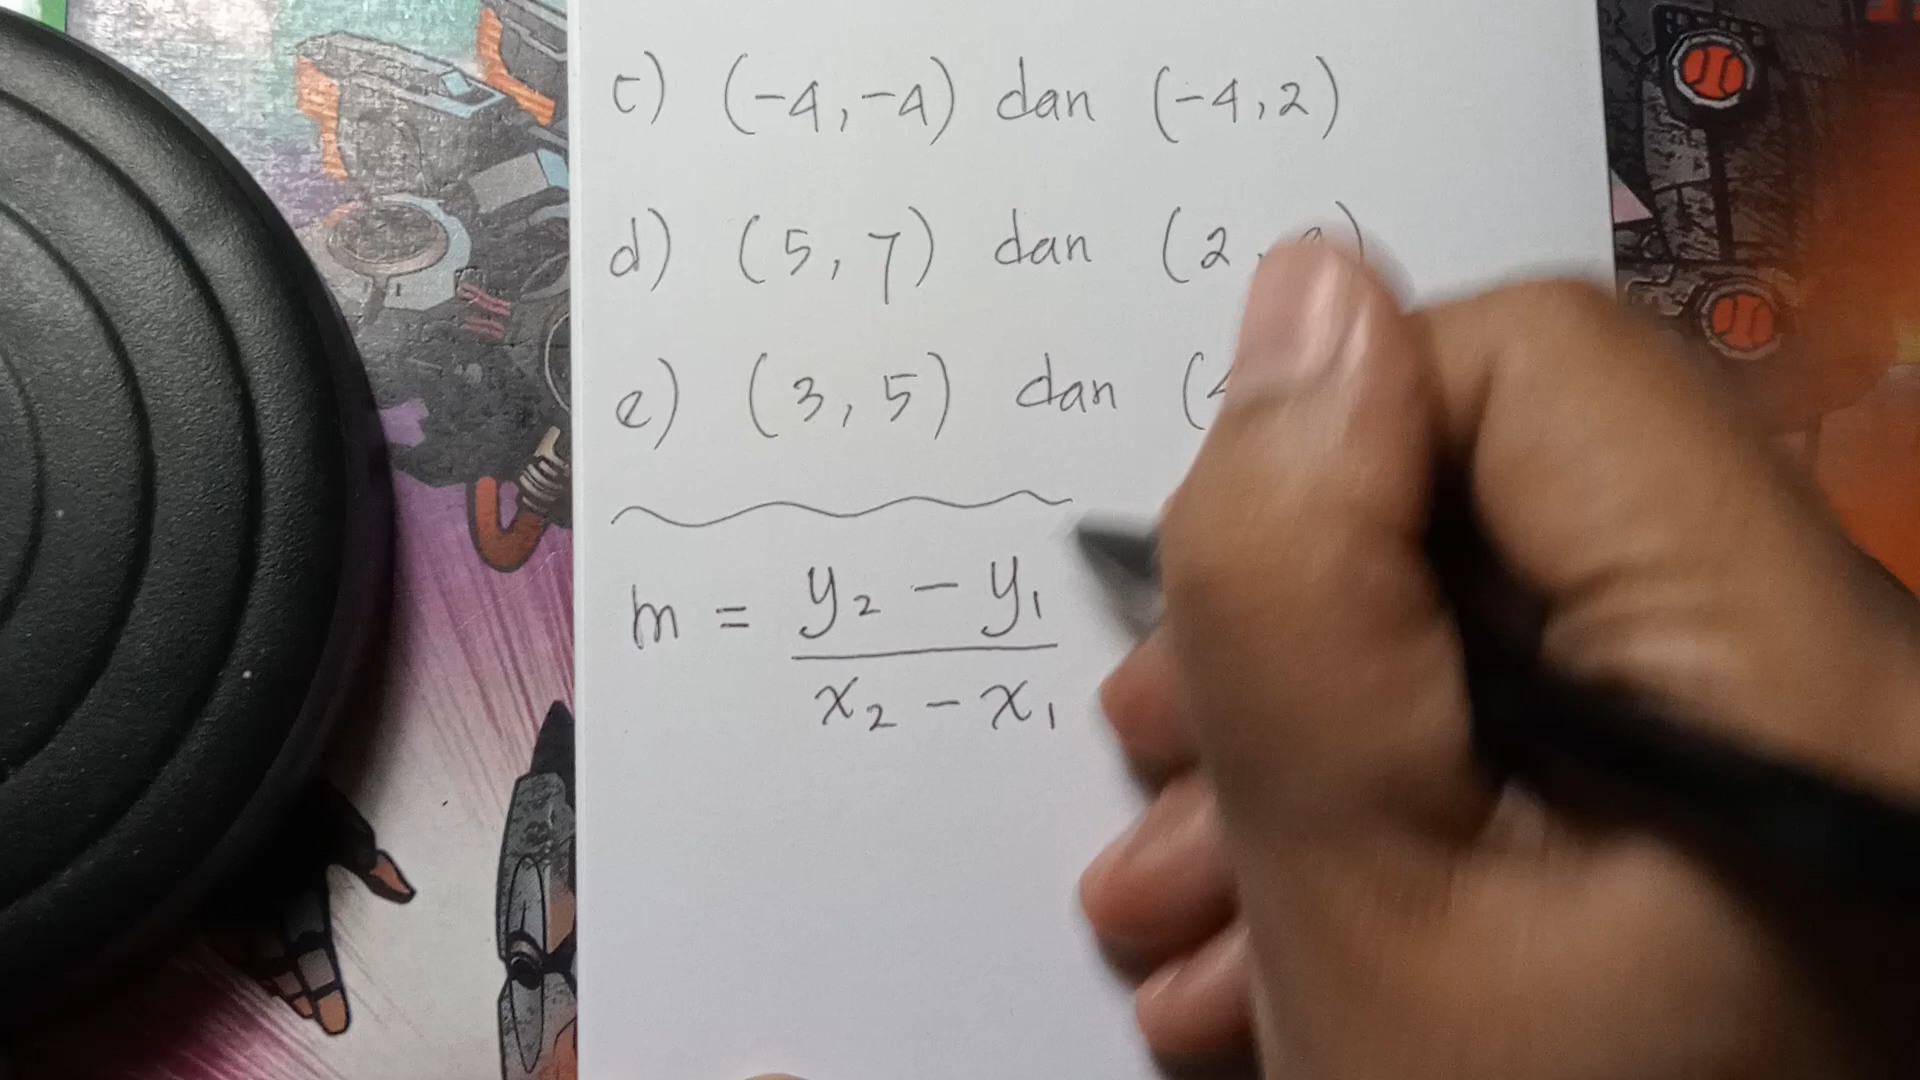 c) (-4,-4) dan (-4,2)
d) (5,7) dan (2,
e) (3,5) dan (
m = y₂ - y₁
x₂ - x₁